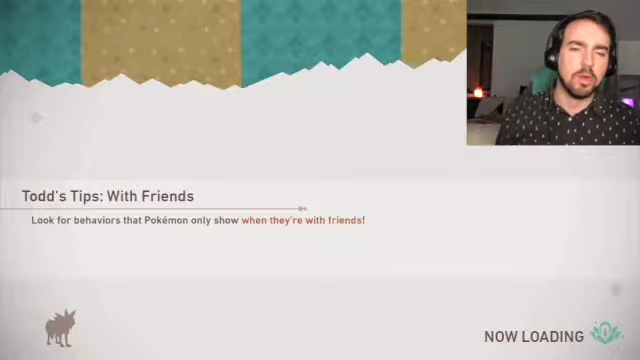 Todd's Tips: With Friends
Look for behaviors that Pokémon only show when they're with friends!
NOW LOADING